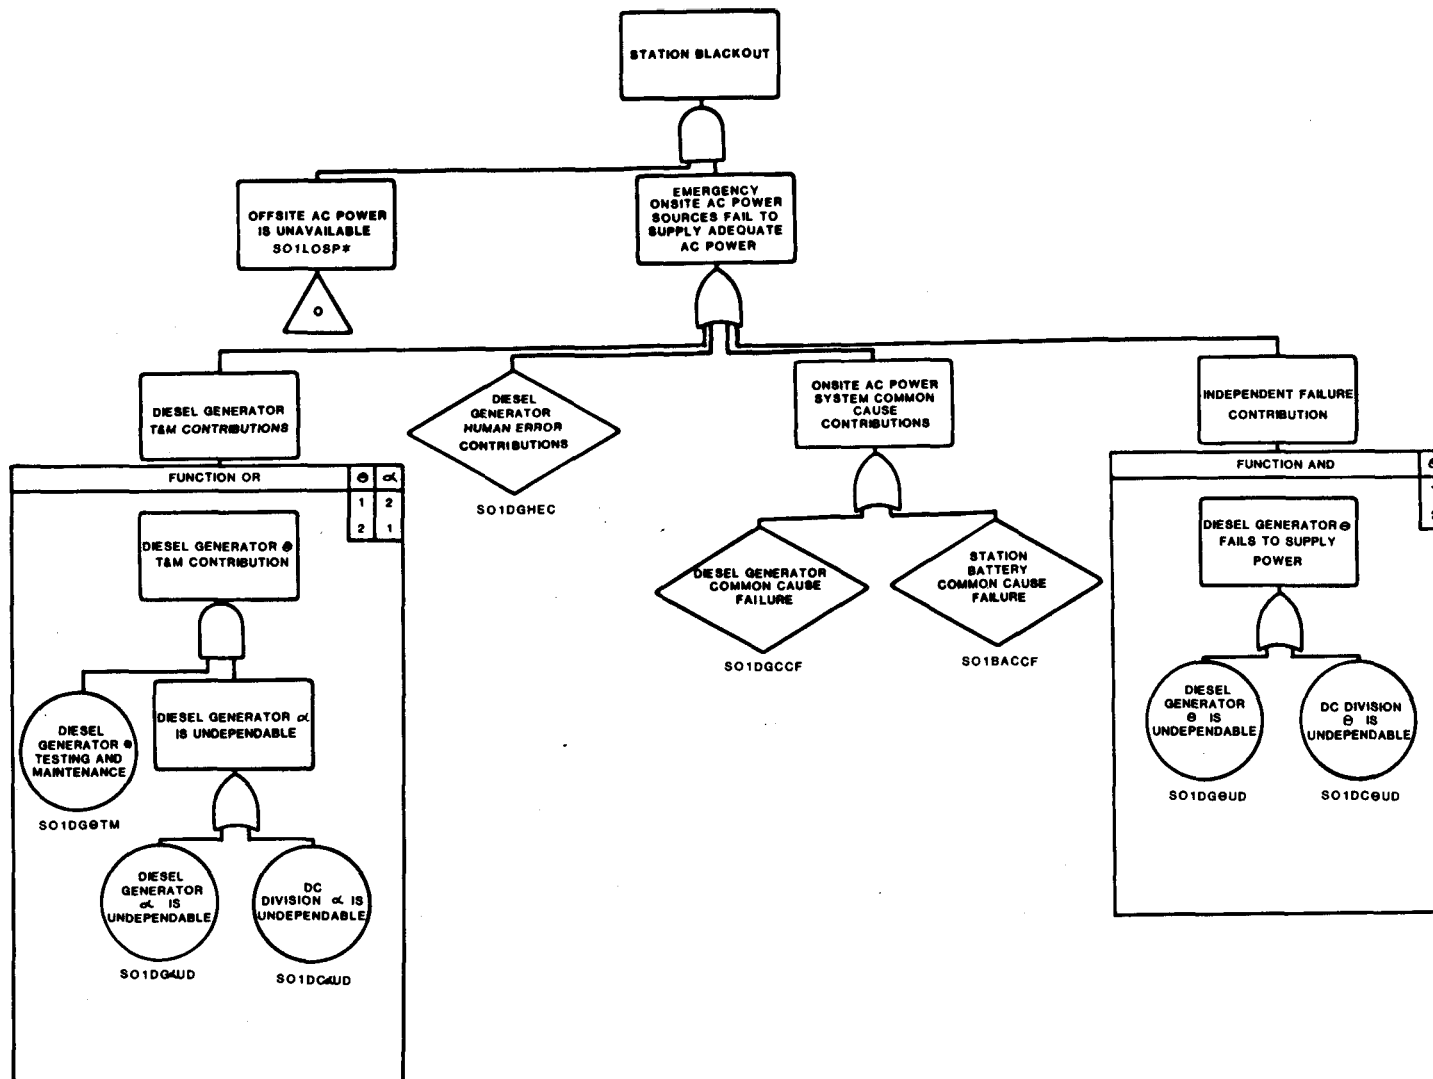 STATION BLACKOUT
OFFSITE AC POWER
IS UNAVAILABLE
SO1LOSP*
O
EMERGENCY
ONSITE AC POWER
SOURCES FAIL TO
SUPPLY ADEQUATE
AC POWER
DIESEL GENERATOR
T&M CONTRIBUTIONS
DIESEL
GENERATOR
HUMAN ERROR
CONTRIBUTIONS
SO1DGHEC
ONSITE AC POWER
SYSTEM COMMON
CAUSE
CONTRIBUTIONS
INDEPENDENT FAILURE
CONTRIBUTION
FUNCTION OR
Θ α
1 2
2 1
DIESEL GENERATOR Θ
T&M CONTRIBUTION
DIESEL
GENERATOR Θ
TESTING AND
MAINTENANCE
SO1DGΘTM
DIESEL GENERATOR α
IS UNDEPENDABLE
DIESEL
GENERATOR
α IS
UNDEPENDABLE
SO1DGαUD
DC
DIVISION α IS
UNDEPENDABLE
SO1DCαUD
DIESEL GENERATOR
COMMON CAUSE
FAILURE
SO1DGCCF
STATION
BATTERY
COMMON CAUSE
FAILURE
SO1BACCF
FUNCTION AND
DIESEL GENERATOR Θ
FAILS TO SUPPLY
POWER
DIESEL
GENERATOR
Θ IS
UNDEPENDABLE
SO1DGΘUD
DC DIVISION
Θ IS
UNDEPENDABLE
SO1DCΘUD